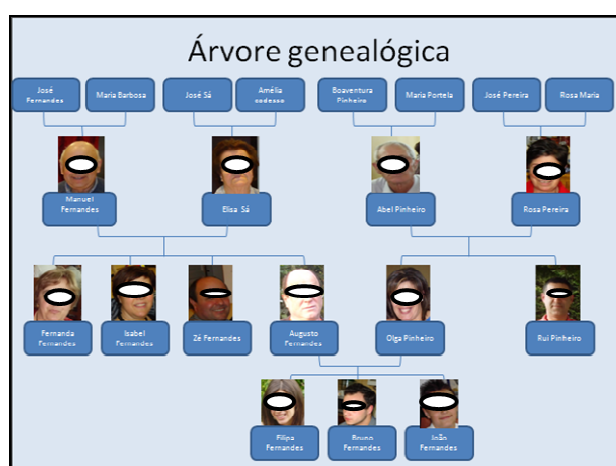 Árvore genealógica
José
Fernandes
Maria Barbosa
José Sá
Amélia
codesso
Boaventura
Pinheiro
Maria Portela
José Pereira
Rosa Maria
Manuel
Fernandes
Elisa Sá
Abel Pinheiro
Rosa Pereira
Fernanda
Fernandes
Isabel
Fernandes
Zé Fernandes
Augusto
Fernandes
Olga Pinheiro
Rui Pinheiro
Filipa
Fernandes
Bruno
Fernandes
João
Fernandes